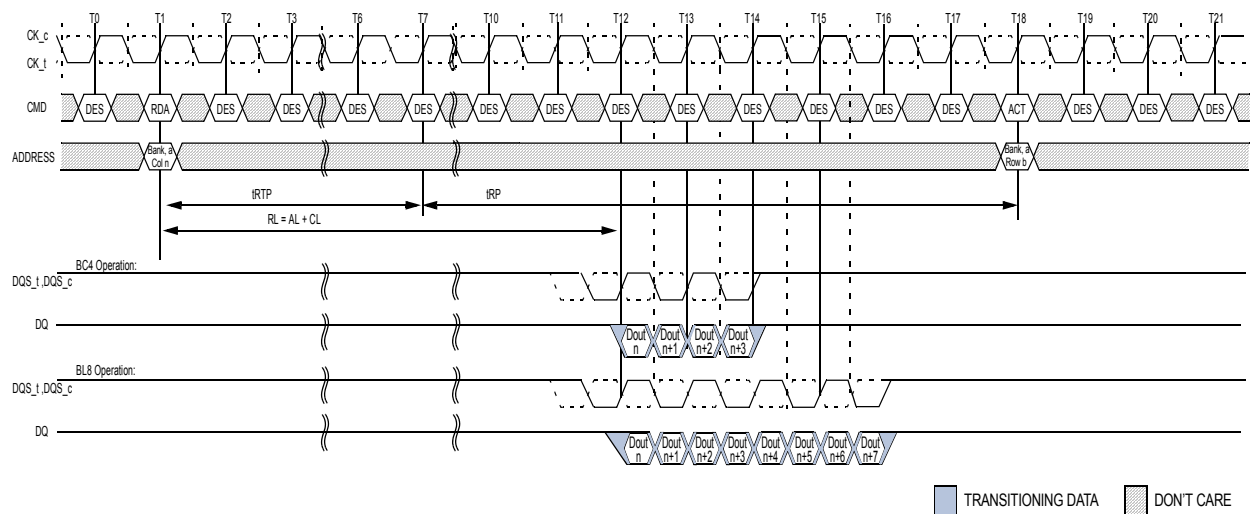 T0 T1 T2 T3 T6 T7 T10 T11 T12 T13 T14 T15 T16 T17 T18 T19 T20 T21
CK_c
CK_t
CMD DES RDA DES DES DES DES DES DES DES DES DES DES DES DES ACT DES DES DES
ADDRESS
Bank, a
Col n
Bank, a
Row b
tRTP tRP
RL = AL + CL
BC4 Operation:
DQS_t ,DQS_c
DQ
Dout
n
Dout
n+1
Dout
n+2
Dout
n+3
BL8 Operation:
DQS_t ,DQS_c
DQ
Dout
n
Dout
n+1
Dout
n+2
Dout
n+3
Dout
n+4
Dout
n+5
Dout
n+6
Dout
n+7
TRANSITIONING DATA DON'T CARE